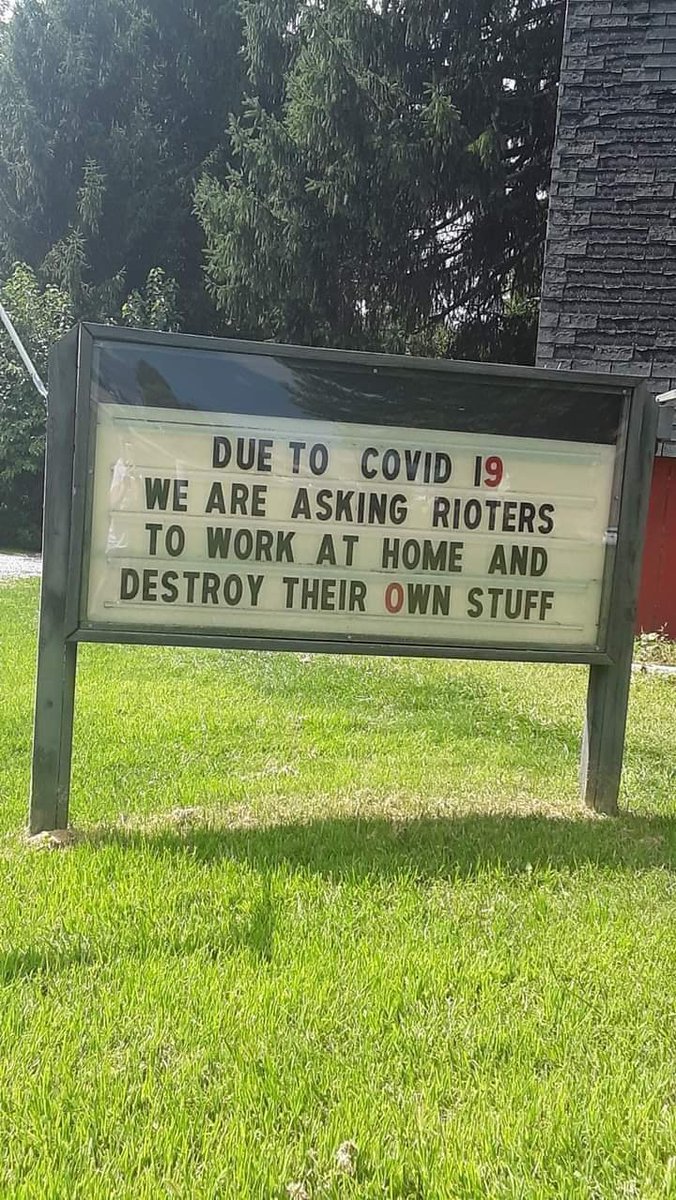 DUE TO COVID 19
WE ARE ASKING RIOTERS
TO WORK AT HOME AND
DESTROY THEIR OWN STUFF